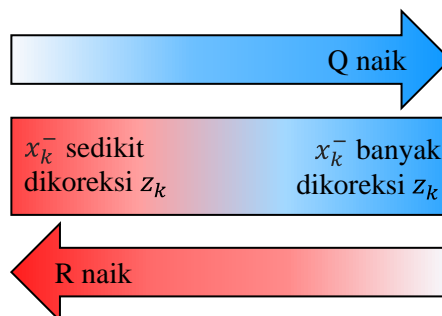 Q naik
x_k^- sedikit
dikoreksi z_k
x_k^- banyak
dikoreksi z_k
R naik